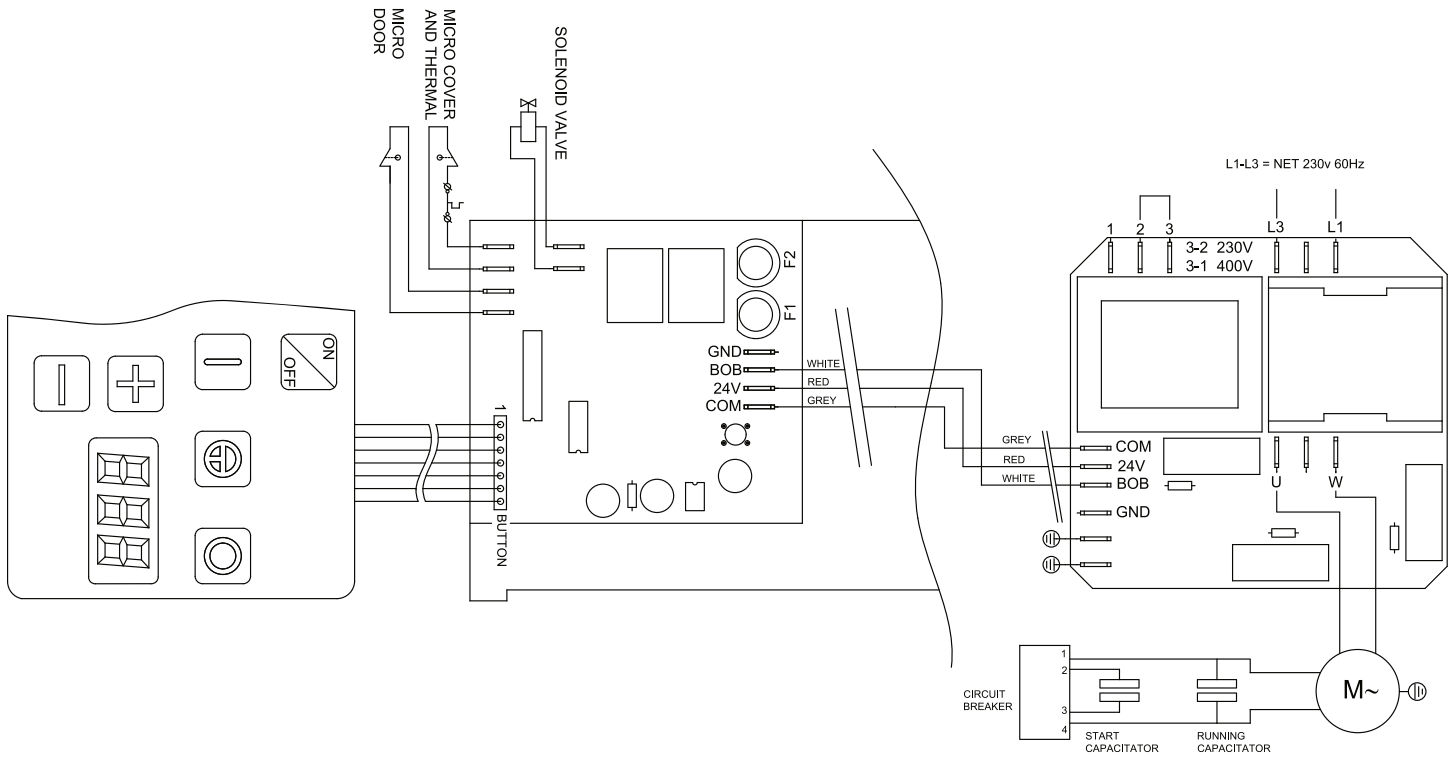 MICRO
DOOR
MICRO COVER
AND THERMAL
SOLENOID VALVE
L1-L3 = NET 230v 60Hz
1 2 3 L3 L1
3-2 230V
3-1 400V
F2
F1
GND
BOB
24V
COM
WHITE
RED
GREY
ON
OFF
1
BUTTON
GREY
RED
WHITE
COM
24V
BOB
GND
U W
CIRCUIT
BREAKER
1
2
3
4
START
CAPACITATOR
RUNNING
CAPACITATOR
M~